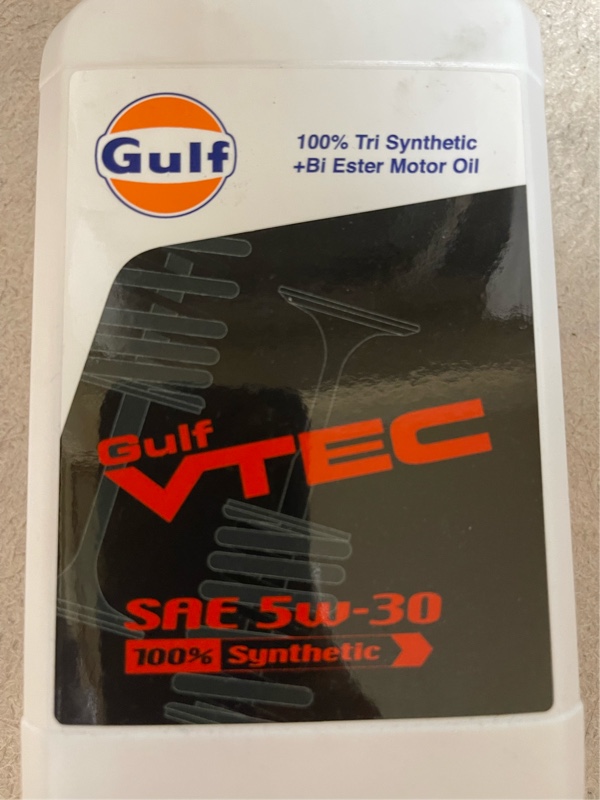 Gulf
100% Tri Synthetic
+Bi Ester Motor Oil
Gulf
VTEC
SAE 5w-30
100% Synthetic